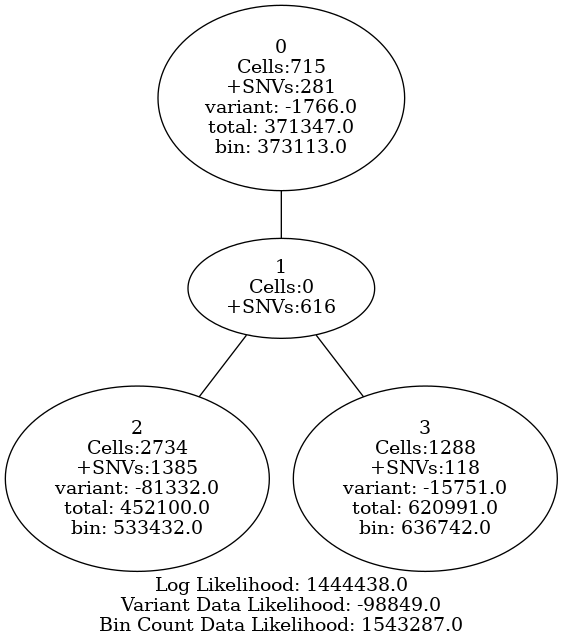 0
Cells:715
+SNVs:281
variant: -1766.0
total: 371347.0
bin: 373113.0
1
Cells:0
+SNVs:616
2
Cells:2734
+SNVs:1385
variant: -81332.0
total: 452100.0
bin: 533432.0
3
Cells:1288
+SNVs:118
variant: -15751.0
total: 620991.0
bin: 636742.0
Log Likelihood: 1444438.0
Variant Data Likelihood: -98849.0
Bin Count Data Likelihood: 1543287.0